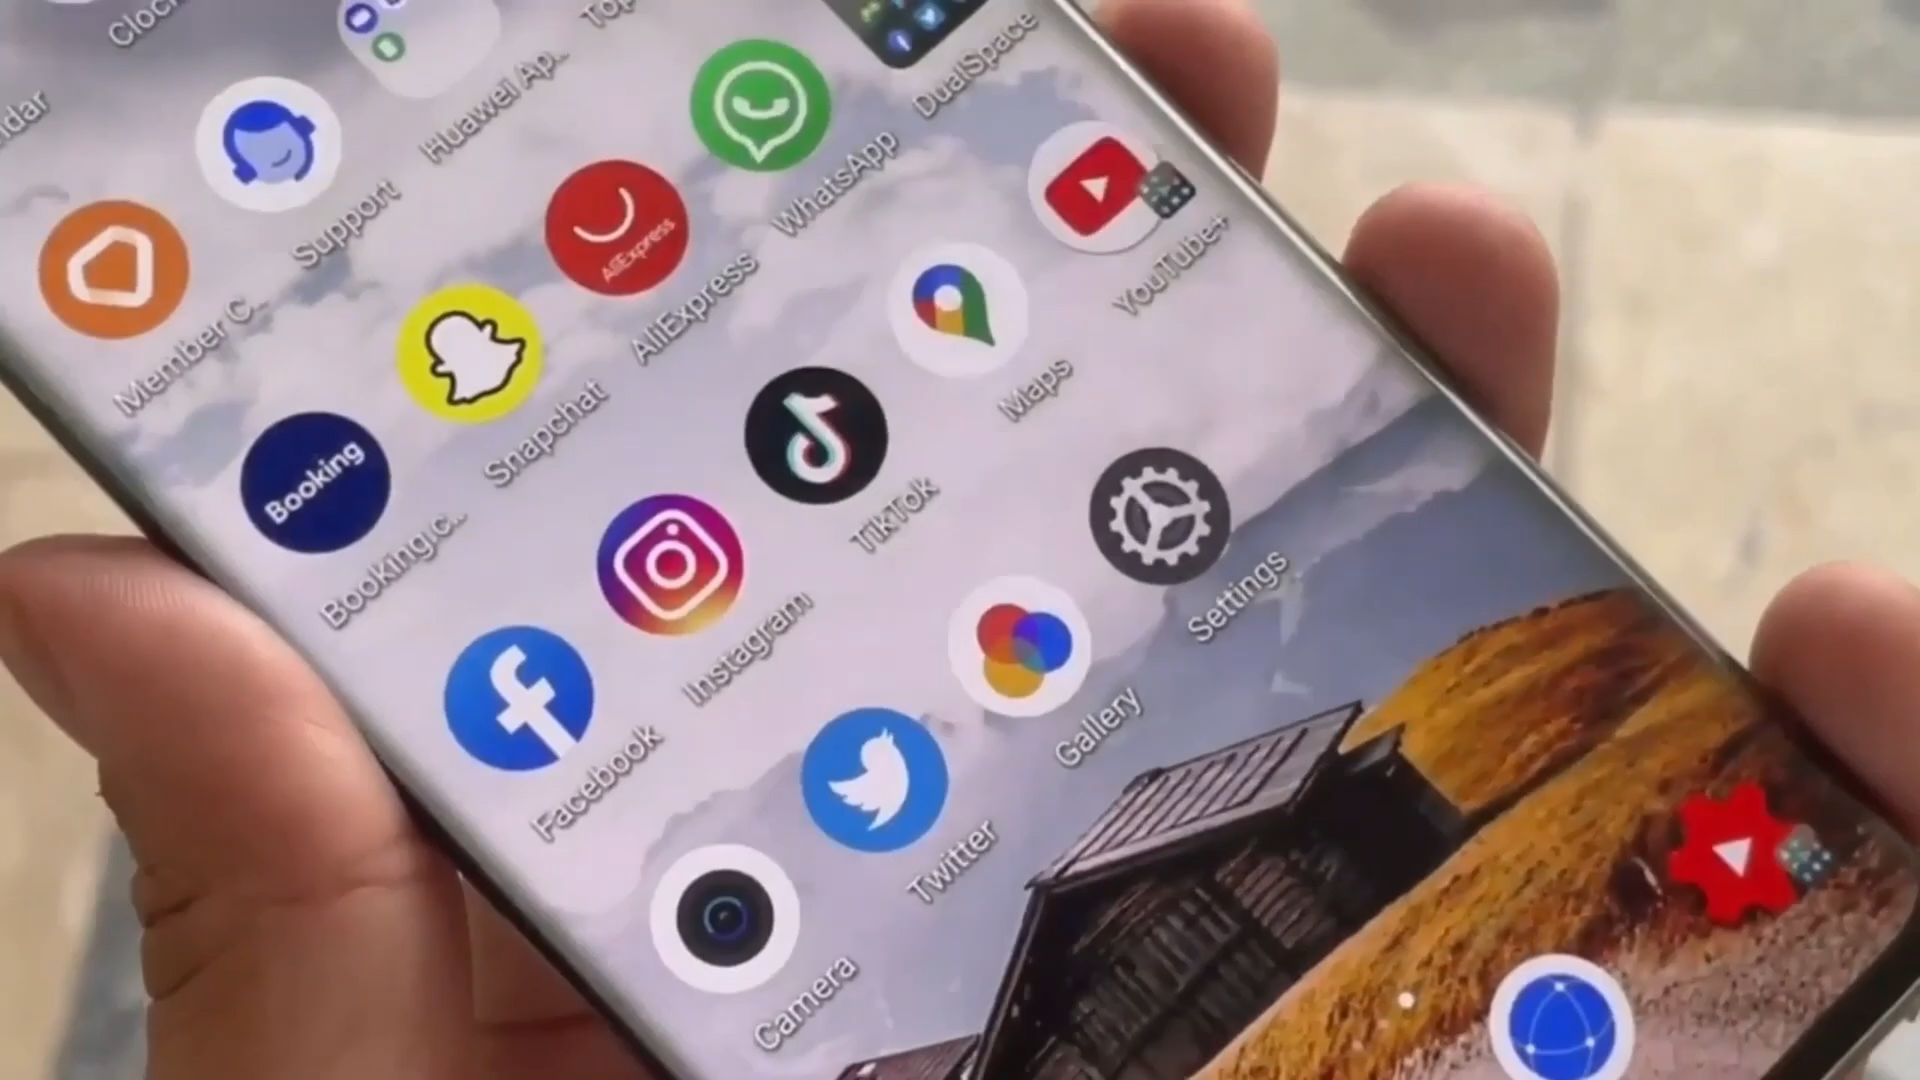 Clock
Huawei Ap..
DualSpace
Support
AliExpress
WhatsApp
YouTube+
Member C..
Snapchat
AliExpress
Maps
Booking
Booking.c..
Instagram
TikTok
Settings
Facebook
Twitter
Gallery
Camera